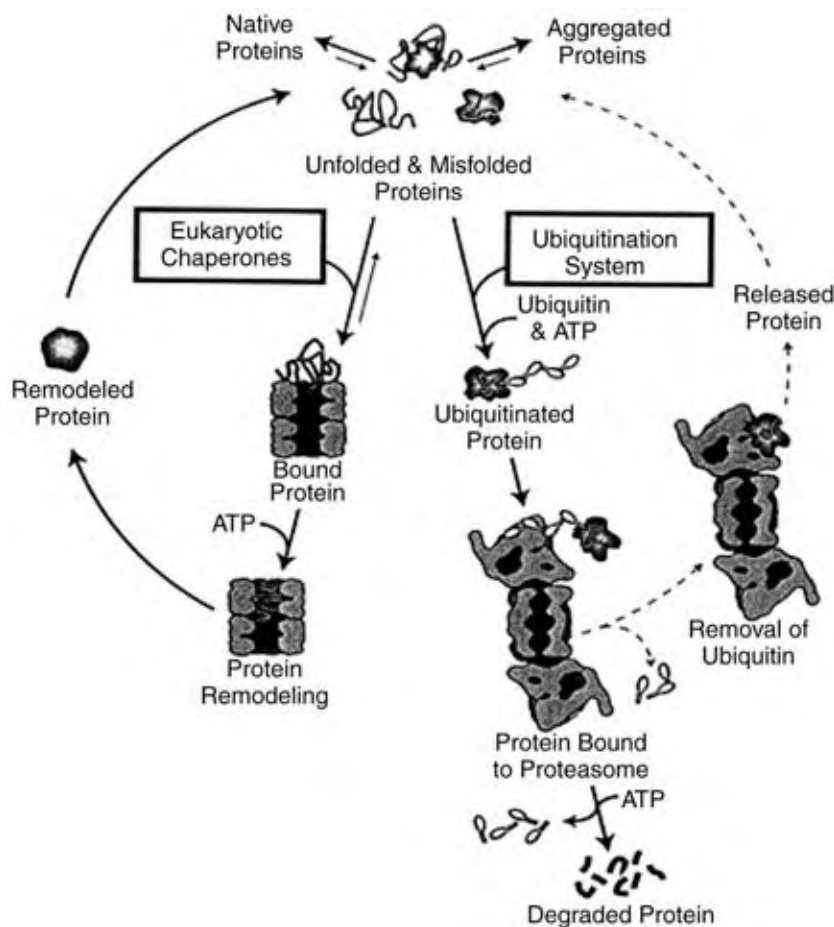 Native
Proteins
Aggregated
Proteins
Unfolded & Misfolded
Proteins
Eukaryotic
Chaperones
Ubiquitination
System
Ubiquitin
& ATP
Released
Protein
Remodeled
Protein
Ubiquitinated
Protein
Bound
Protein
ATP
Removal of
Ubiquitin
Protein
Remodeling
Protein Bound
to Proteasome
ATP
Degraded Protein